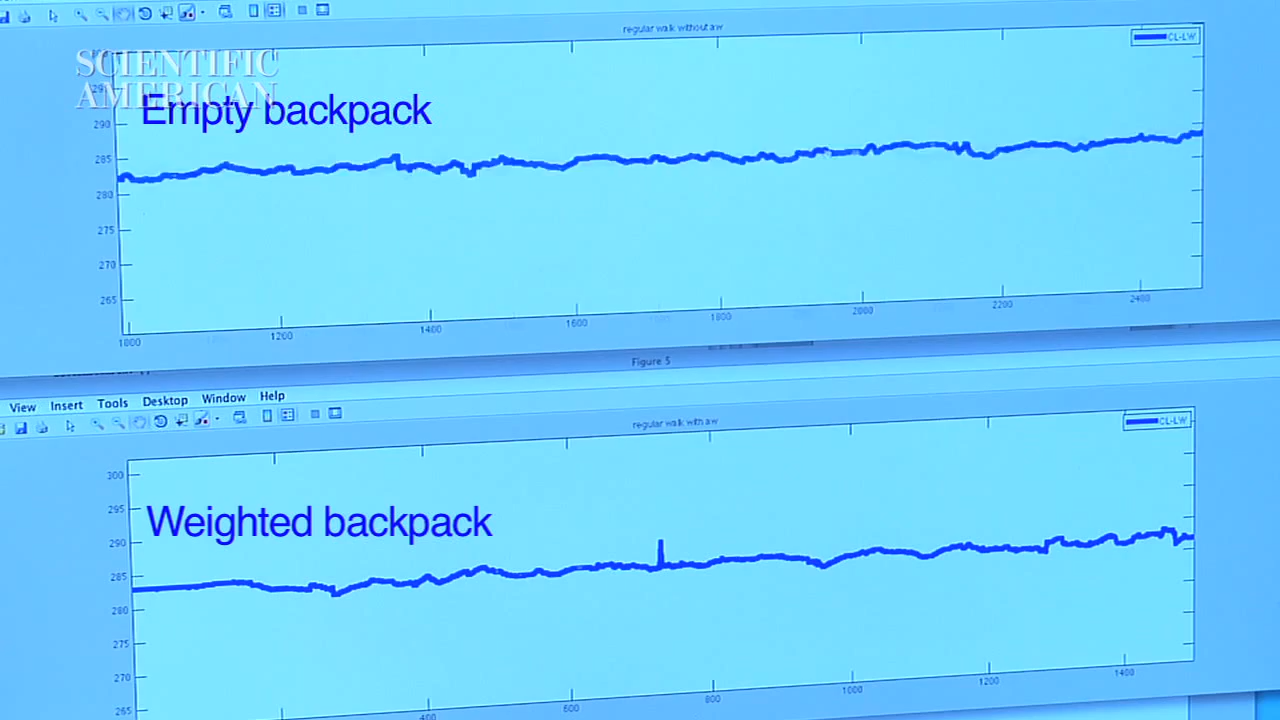 regular walk without aw
CL-LW
SCIENTIFIC
AMERICAN
Empty backpack
290
285
280
275
270
265
1000
1200
1400
1600
1800
2000
2200
2400
Figure 5
View Insert Tools Desktop Window Help
regular walk with aw
CL-LW
300
295
Weighted backpack
290
285
280
275
270
265
400
600
800
1000
1200
1400